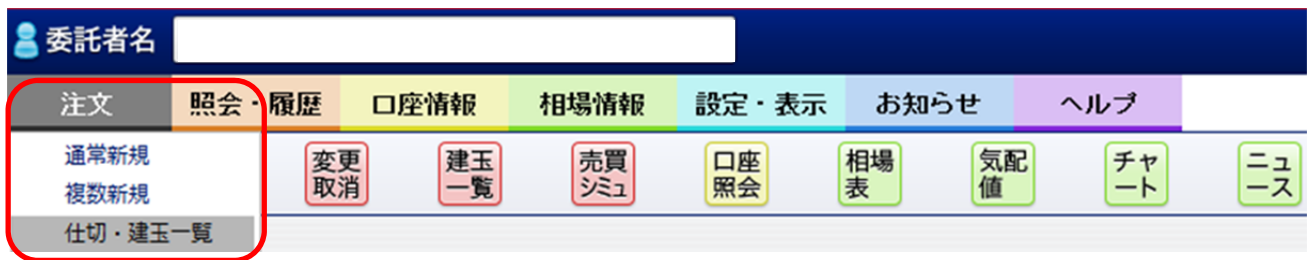 委託者名
注文 照会・履歴 口座情報 相場情報 設定・表示 お知らせ ヘルプ
通常新規
複数新規
仕切・建玉一覧
変更
取消
建玉
一覧
売買
シミュ
口座
照会
相場
表
気配
値
チャ
ート
ニュ
ース